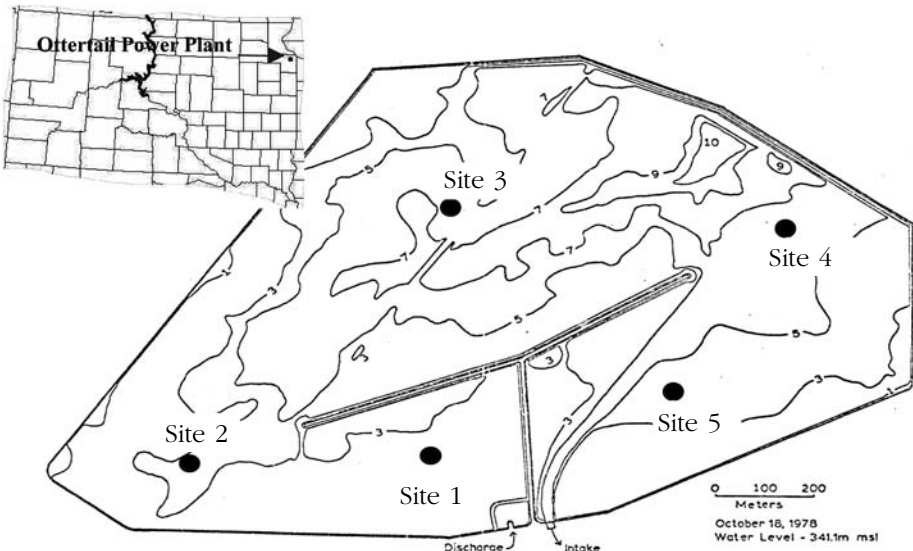 Ottertail Power Plant
10
7
9
9
5
Site 3
7
7
Site 4
1
3
7
5
5
3
3
Site 5
3
1
Site 2
3
3
Site 1
0 100 200
Meters
October 18, 1978
Water Level - 341.1m msl
Discharge
Intake